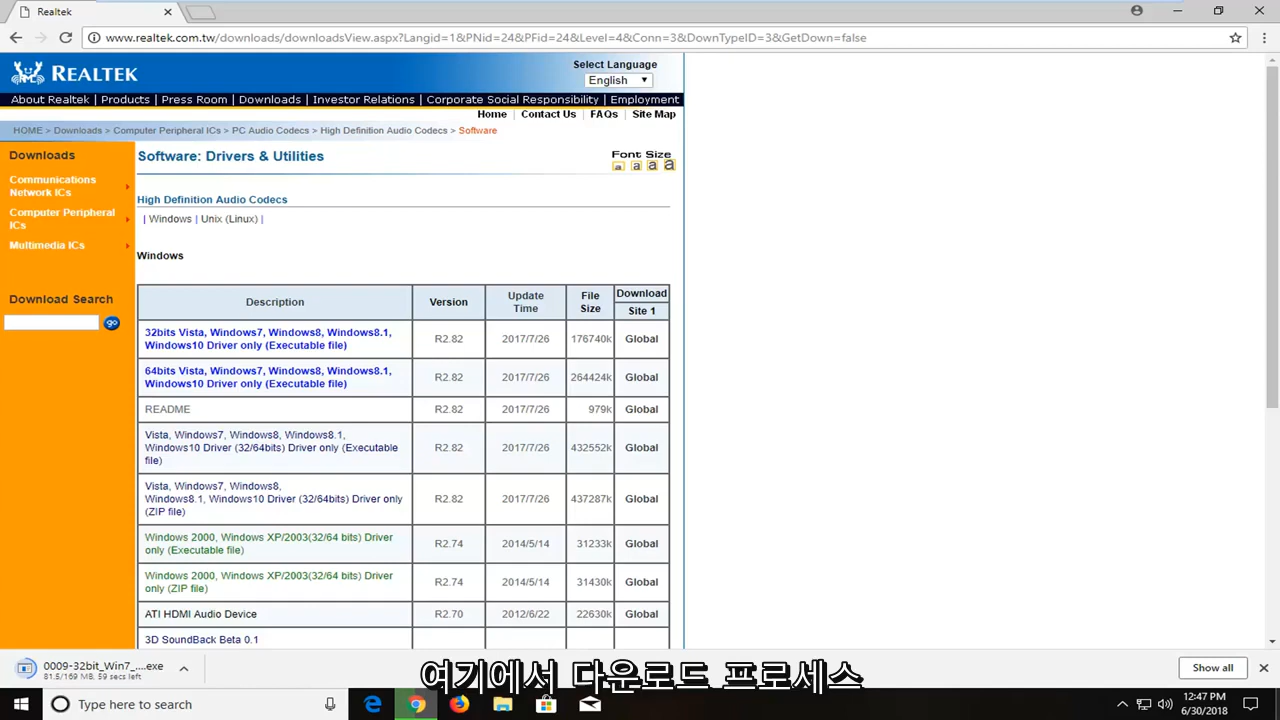 Realtek
www.realtek.com.tw/downloads/downloadsView.aspx?Langid=1&PNid=24&PFid=24&Level=4&Conn=3&DownTypeID=3&GetDown=false
REALTEK
Select Language
English
About Realtek | Products | Press Room | Downloads | Investor Relations | Corporate Social Responsibility | Employment
Home | Contact Us | FAQs | Site Map
HOME > Downloads > Computer Peripheral ICs > PC Audio Codecs > High Definition Audio Codecs > Software
Downloads
Communications
Network ICs
Computer Peripheral
ICs
Multimedia ICs
Download Search
go
Software: Drivers & Utilities
Font Size
a a a a
High Definition Audio Codecs
| Windows | Unix (Linux) |
Windows
Description Version Update Time File Size Download Site 1
32bits Vista, Windows7, Windows8, Windows8.1,
Windows10 Driver only (Executable file) R2.82 2017/7/26 176740k Global
64bits Vista, Windows7, Windows8, Windows8.1,
Windows10 Driver only (Executable file) R2.82 2017/7/26 264424k Global
README R2.82 2017/7/26 979k Global
Vista, Windows7, Windows8, Windows8.1,
Windows10 Driver (32/64bits) Driver only (Executable
file) R2.82 2017/7/26 432552k Global
Vista, Windows7, Windows8,
Windows8.1, Windows10 Driver (32/64bits) Driver only
(ZIP file) R2.82 2017/7/26 437287k Global
Windows 2000, Windows XP/2003(32/64 bits) Driver
only (Executable file) R2.74 2014/5/14 31233k Global
Windows 2000, Windows XP/2003(32/64 bits) Driver
only (ZIP file) R2.74 2014/5/14 31430k Global
ATI HDMI Audio Device R2.70 2012/6/22 22630k Global
3D SoundBack Beta 0.1
0009-32bit_Win7_....exe
81.5/169 MB, 59 secs left
여기에서 다운로드 프로세스
Show all
Type here to search
12:47 PM
6/30/2018